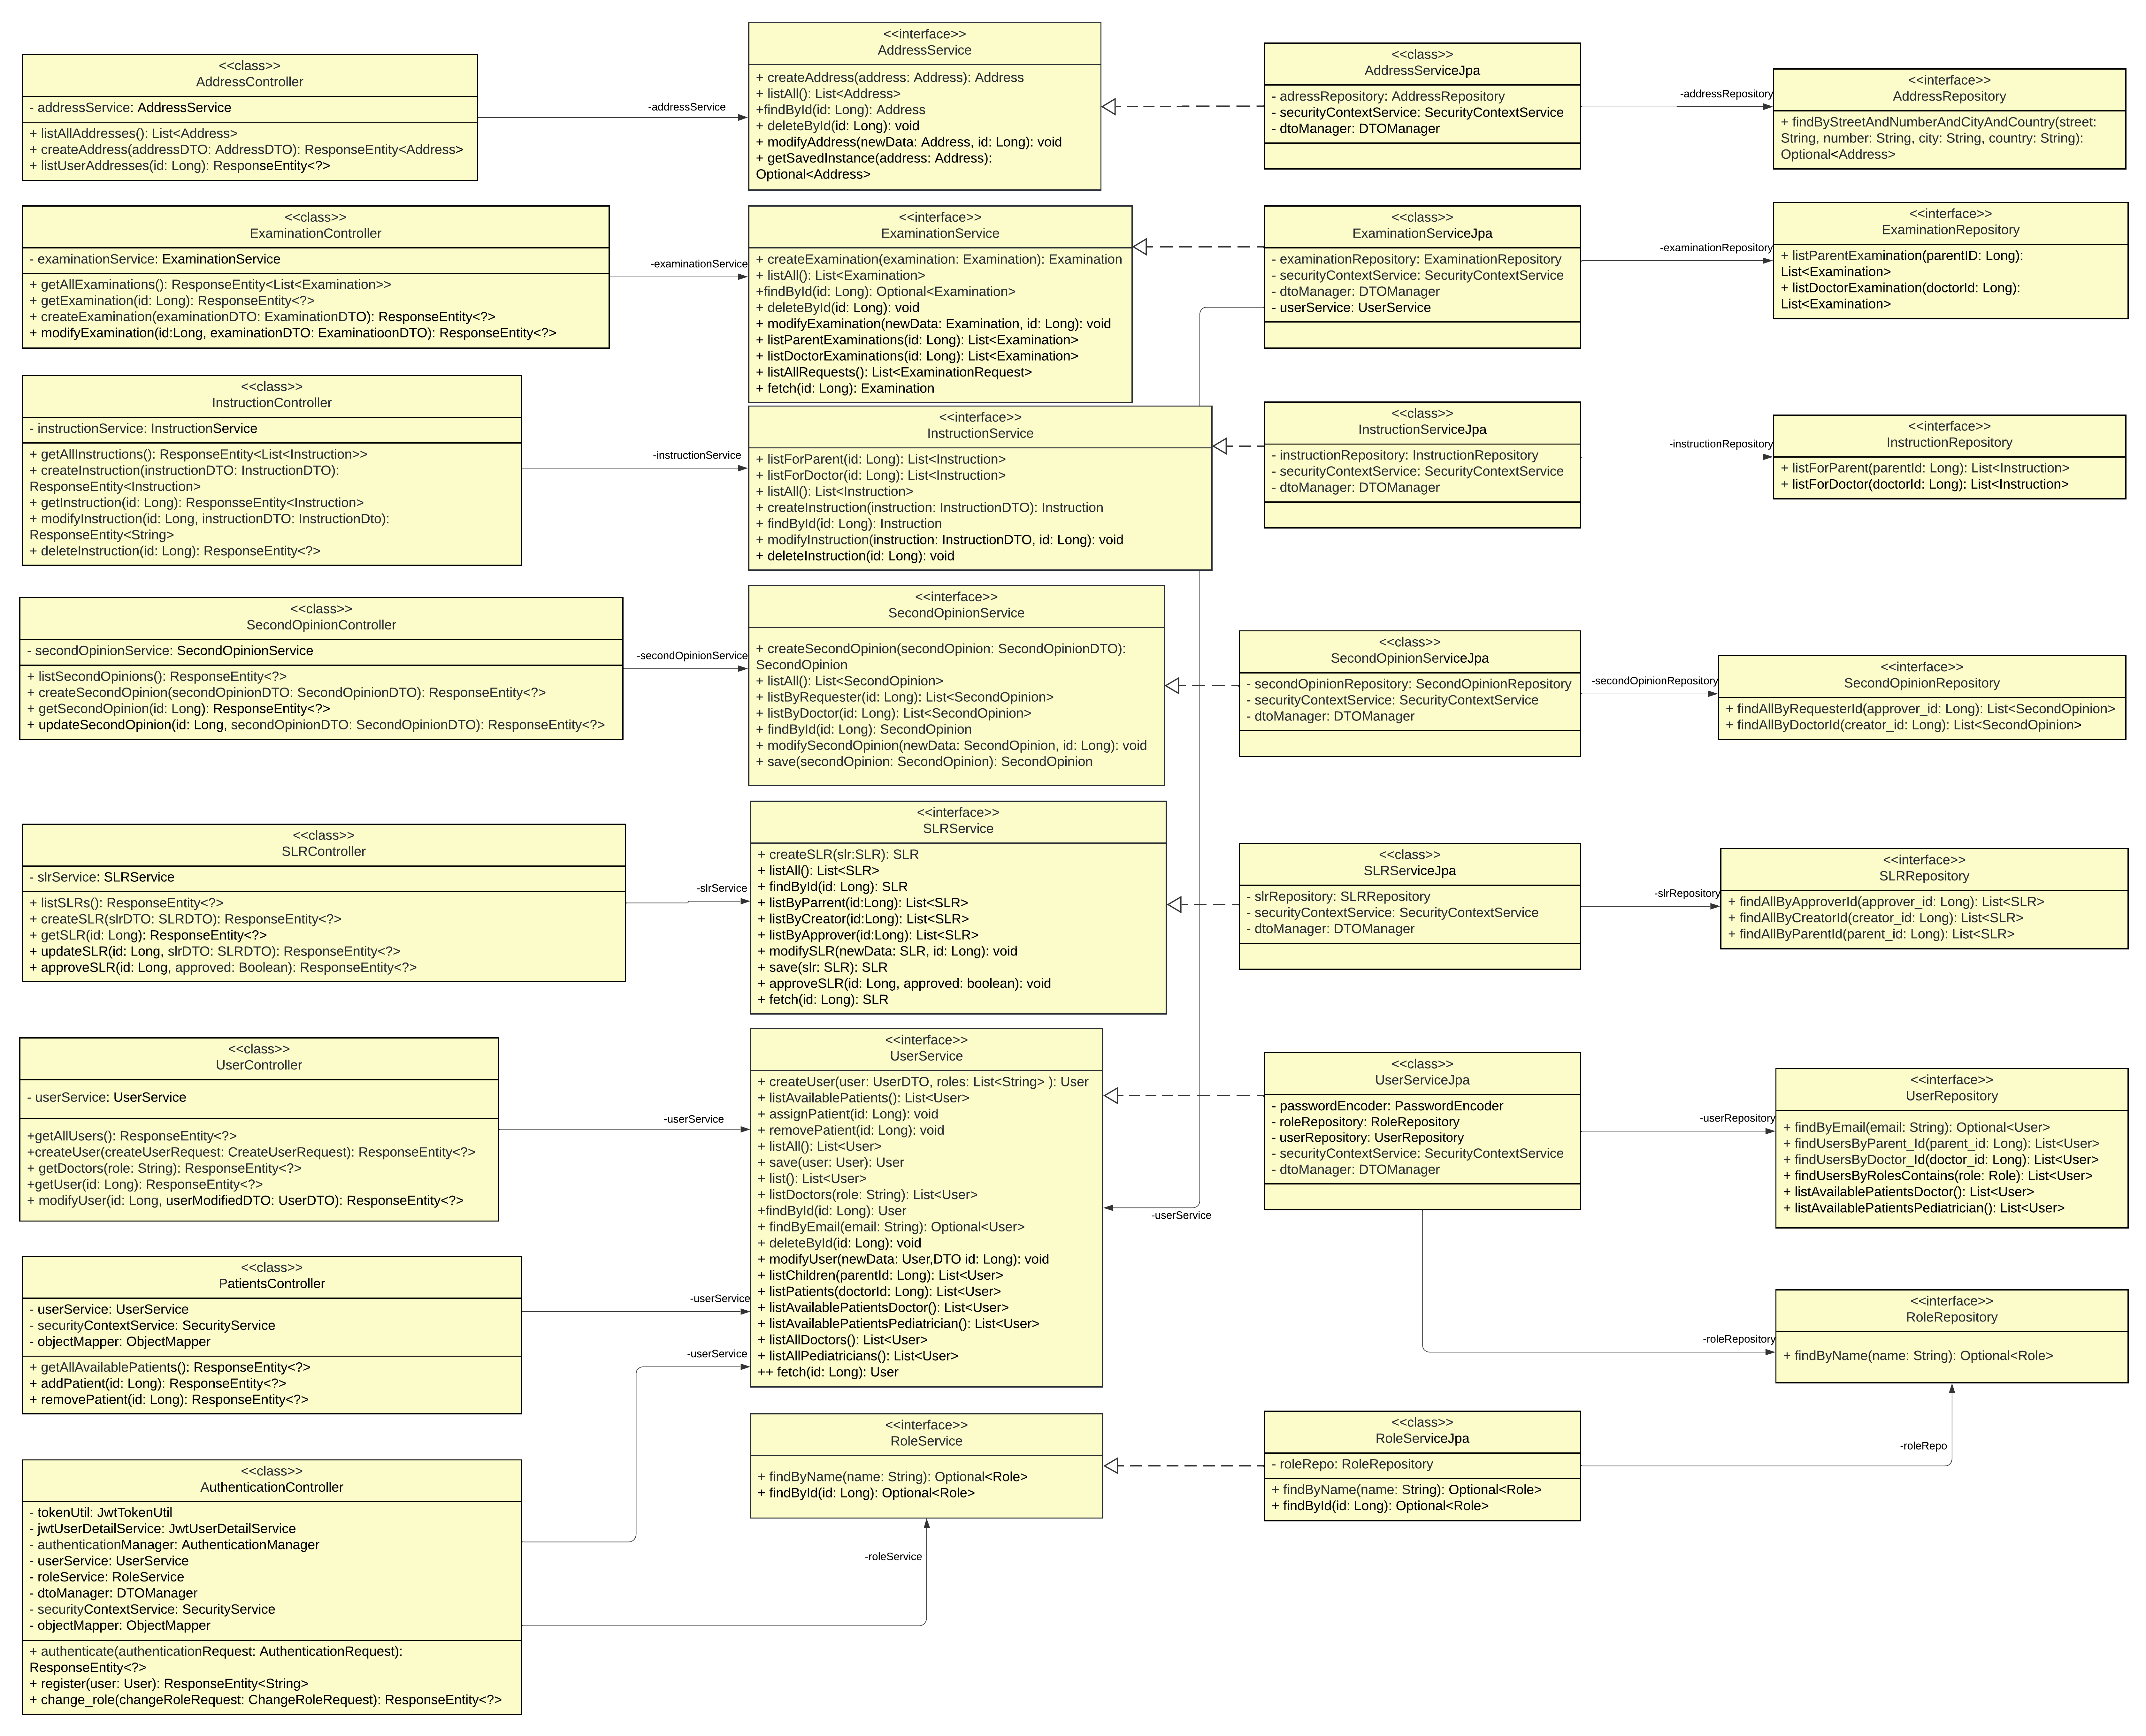 <<class>>
AddressController
- addressService: AddressService
+ listAllAddresses(): List<Address>
+ createAddress(addressDTO: AddressDTO): ResponseEntity<Address>
+ listUserAddresses(id: Long): ResponseEntity<?>
-addressService
<<interface>>
AddressService
+ createAddress(address: Address): Address
+ listAll(): List<Address>
+findById(id: Long): Address
+ deleteById(id: Long): void
+ modifyAddress(newData: Address, id: Long): void
+ getSavedInstance(address: Address):
Optional<Address>
<<class>>
AddressServiceJpa
- adressRepository: AddressRepository
- securityContextService: SecurityContextService
- dtoManager: DTOManager
-addressRepository
<<interface>>
AddressRepository
+ findByStreetAndNumberAndCityAndCountry(street:
String, number: String, city: String, country: String):
Optional<Address>
<<class>>
ExaminationController
- examinationService: ExaminationService
+ getAllExaminations(): ResponseEntity<List<Examination>>
+ getExamination(id: Long): ResponseEntity<?>
+ createExamination(examinationDTO: ExaminationDTO): ResponseEntity<?>
+ modifyExamination(id:Long, examinationDTO: ExaminatioonDTO): ResponseEntity<?>
-examinationService
<<interface>>
ExaminationService
+ createExamination(examination: Examination): Examination
+ listAll(): List<Examination>
+findById(id: Long): Optional<Examination>
+ deleteById(id: Long): void
+ modifyExamination(newData: Examination, id: Long): void
+ listParentExaminations(id: Long): List<Examination>
+ listDoctorExaminations(id: Long): List<Examination>
+ listAllRequests(): List<ExaminationRequest>
+ fetch(id: Long): Examination
<<class>>
ExaminationServiceJpa
- examinationRepository: ExaminationRepository
- securityContextService: SecurityContextService
- dtoManager: DTOManager
- userService: UserService
-examinationRepository
<<interface>>
ExaminationRepository
+ listParentExamination(parentID: Long):
List<Examination>
+ listDoctorExamination(doctorId: Long):
List<Examination>
<<class>>
InstructionController
- instructionService: InstructionService
+ getAllInstructions(): ResponseEntity<List<Instruction>>
+ createInstruction(instructionDTO: InstructionDTO):
ResponseEntity<Instruction>
+ getInstruction(id: Long): ResponsseEntity<Instruction>
+ modifyInstruction(id: Long, instructionDTO: InstructionDto):
ResponseEntity<String>
+ deleteInstruction(id: Long): ResponseEntity<?>
-instructionService
<<interface>>
InstructionService
+ listForParent(id: Long): List<Instruction>
+ listForDoctor(id: Long): List<Instruction>
+ listAll(): List<Instruction>
+ createInstruction(instruction: InstructionDTO): Instruction
+ findById(id: Long): Instruction
+ modifyInstruction(instruction: InstructionDTO, id: Long): void
+ deleteInstruction(id: Long): void
<<class>>
InstructionServiceJpa
- instructionRepository: InstructionRepository
- securityContextService: SecurityContextService
- dtoManager: DTOManager
-instructionRepository
<<interface>>
InstructionRepository
+ listForParent(parentId: Long): List<Instruction>
+ listForDoctor(doctorId: Long): List<Instruction>
<<class>>
SecondOpinionController
- secondOpinionService: SecondOpinionService
+ listSecondOpinions(): ResponseEntity<?>
+ createSecondOpinion(secondOpinionDTO: SecondOpinionDTO): ResponseEntity<?>
+ getSecondOpinion(id: Long): ResponseEntity<?>
+ updateSecondOpinion(id: Long, secondOpinionDTO: SecondOpinionDTO): ResponseEntity<?>
-secondOpinionService
<<interface>>
SecondOpinionService
+ createSecondOpinion(secondOpinion: SecondOpinionDTO):
SecondOpinion
+ listAll(): List<SecondOpinion>
+ listByRequester(id: Long): List<SecondOpinion>
+ listByDoctor(id: Long): List<SecondOpinion>
+ findById(id: Long): SecondOpinion
+ modifySecondOpinion(newData: SecondOpinion, id: Long): void
+ save(secondOpinion: SecondOpinion): SecondOpinion
<<class>>
SecondOpinionServiceJpa
- secondOpinionRepository: SecondOpinionRepository
- securityContextService: SecurityContextService
- dtoManager: DTOManager
-secondOpinionRepository
<<interface>>
SecondOpinionRepository
+ findAllByRequesterId(approver_id: Long): List<SecondOpinion>
+ findAllByDoctorId(creator_id: Long): List<SecondOpinion>
<<class>>
SLRController
- slrService: SLRService
+ listSLRs(): ResponseEntity<?>
+ createSLR(slrDTO: SLRDTO): ResponseEntity<?>
+ getSLR(id: Long): ResponseEntity<?>
+ updateSLR(id: Long, slrDTO: SLRDTO): ResponseEntity<?>
+ approveSLR(id: Long, approved: Boolean): ResponseEntity<?>
-slrService
<<interface>>
SLRService
+ createSLR(slr:SLR): SLR
+ listAll(): List<SLR>
+ findById(id: Long): SLR
+ listByParent(id:Long): List<SLR>
+ listByCreator(id:Long): List<SLR>
+ listByApprover(id:Long): List<SLR>
+ modifySLR(newData: SLR, id: Long): void
+ save(slr: SLR): SLR
+ approveSLR(id: Long, approved: boolean): void
+ fetch(id: Long): SLR
<<class>>
SLRServiceJpa
- slrRepository: SLRRepository
- securityContextService: SecurityContextService
- dtoManager: DTOManager
-slrRepository
<<interface>>
SLRRepository
+ findAllByApproverId(approver_id: Long): List<SLR>
+ findAllByCreatorId(creator_id: Long): List<SLR>
+ findAllByParentId(parent_id: Long): List<SLR>
<<class>>
UserController
- userService: UserService
+getAllUsers(): ResponseEntity<?>
+createUser(createUserRequest: CreateUserRequest): ResponseEntity<?>
+ getDoctors(role: String): ResponseEntity<?>
+getUser(id: Long): ResponseEntity<?>
+ modifyUser(id: Long, userModifiedDTO: UserDTO): ResponseEntity<?>
-userService
<<interface>>
UserService
+ createUser(user: UserDTO, roles: List<String> ): User
+ listAvailablePatients(): List<User>
+ assignPatient(id: Long): void
+ removePatient(id: Long): void
+ listAll(): List<User>
+ save(user: User): User
+ list(): List<User>
+ listDoctors(role: String): List<User>
+findById(id: Long): User
+ findByEmail(email: String): Optional<User>
+ deleteById(id: Long): void
+ modifyUser(newData: User,DTO id: Long): void
+ listChildren(parentId: Long): List<User>
+ listPatients(doctorId: Long): List<User>
+ listAvailablePatientsDoctor(): List<User>
+ listAvailablePatientsPediatrician(): List<User>
+ listAllDoctors(): List<User>
+ listAllPediatricians(): List<User>
++ fetch(id: Long): User
-userService
<<class>>
UserServiceJpa
- passwordEncoder: PasswordEncoder
- roleRepository: RoleRepository
- userRepository: UserRepository
- securityContextService: SecurityContextService
- dtoManager: DTOManager
-userRepository
<<interface>>
UserRepository
+ findByEmail(email: String): Optional<User>
+ findUsersByParent_Id(parent_id: Long): List<User>
+ findUsersByDoctor_Id(doctor_id: Long): List<User>
+ findUsersByRolesContains(role: Role): List<User>
+ listAvailablePatientsDoctor(): List<User>
+ listAvailablePatientsPediatrician(): List<User>
<<class>>
PatientsController
- userService: UserService
- securityContextService: SecurityService
- objectMapper: ObjectMapper
+ getAllAvailablePatients(): ResponseEntity<?>
+ addPatient(id: Long): ResponseEntity<?>
+ removePatient(id: Long): ResponseEntity<?>
-userService
-userService
-roleRepository
<<interface>>
RoleRepository
+ findByName(name: String): Optional<Role>
<<class>>
AuthenticationController
- tokenUtil: JwtTokenUtil
- jwtUserDetailService: JwtUserDetailService
- authenticationManager: AuthenticationManager
- userService: UserService
- roleService: RoleService
- dtoManager: DTOManager
- securityContextService: SecurityService
- objectMapper: ObjectMapper
+ authenticate(authenticationRequest: AuthenticationRequest):
ResponseEntity<?>
+ register(user: User): ResponseEntity<String>
+ change_role(changeRoleRequest: ChangeRoleRequest): ResponseEntity<?>
-roleService
<<interface>>
RoleService
+ findByName(name: String): Optional<Role>
+ findById(id: Long): Optional<Role>
<<class>>
RoleServiceJpa
- roleRepo: RoleRepository
+ findByName(name: String): Optional<Role>
+ findById(id: Long): Optional<Role>
-roleRepo